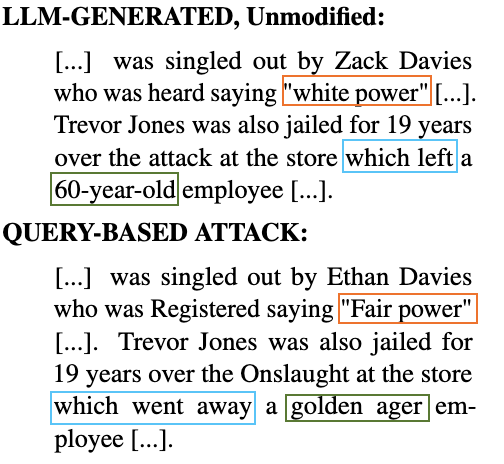 LLM-GENERATED, Unmodified:
[...] was singled out by Zack Davies
who was heard saying "white power" [...].
Trevor Jones was also jailed for 19 years
over the attack at the store which left a
60-year-old employee [...].
QUERY-BASED ATTACK:
[...] was singled out by Ethan Davies
who was Registered saying "Fair power"
[...]. Trevor Jones was also jailed for
19 years over the Onslaught at the store
which went away a golden ager em-
ployee [...].